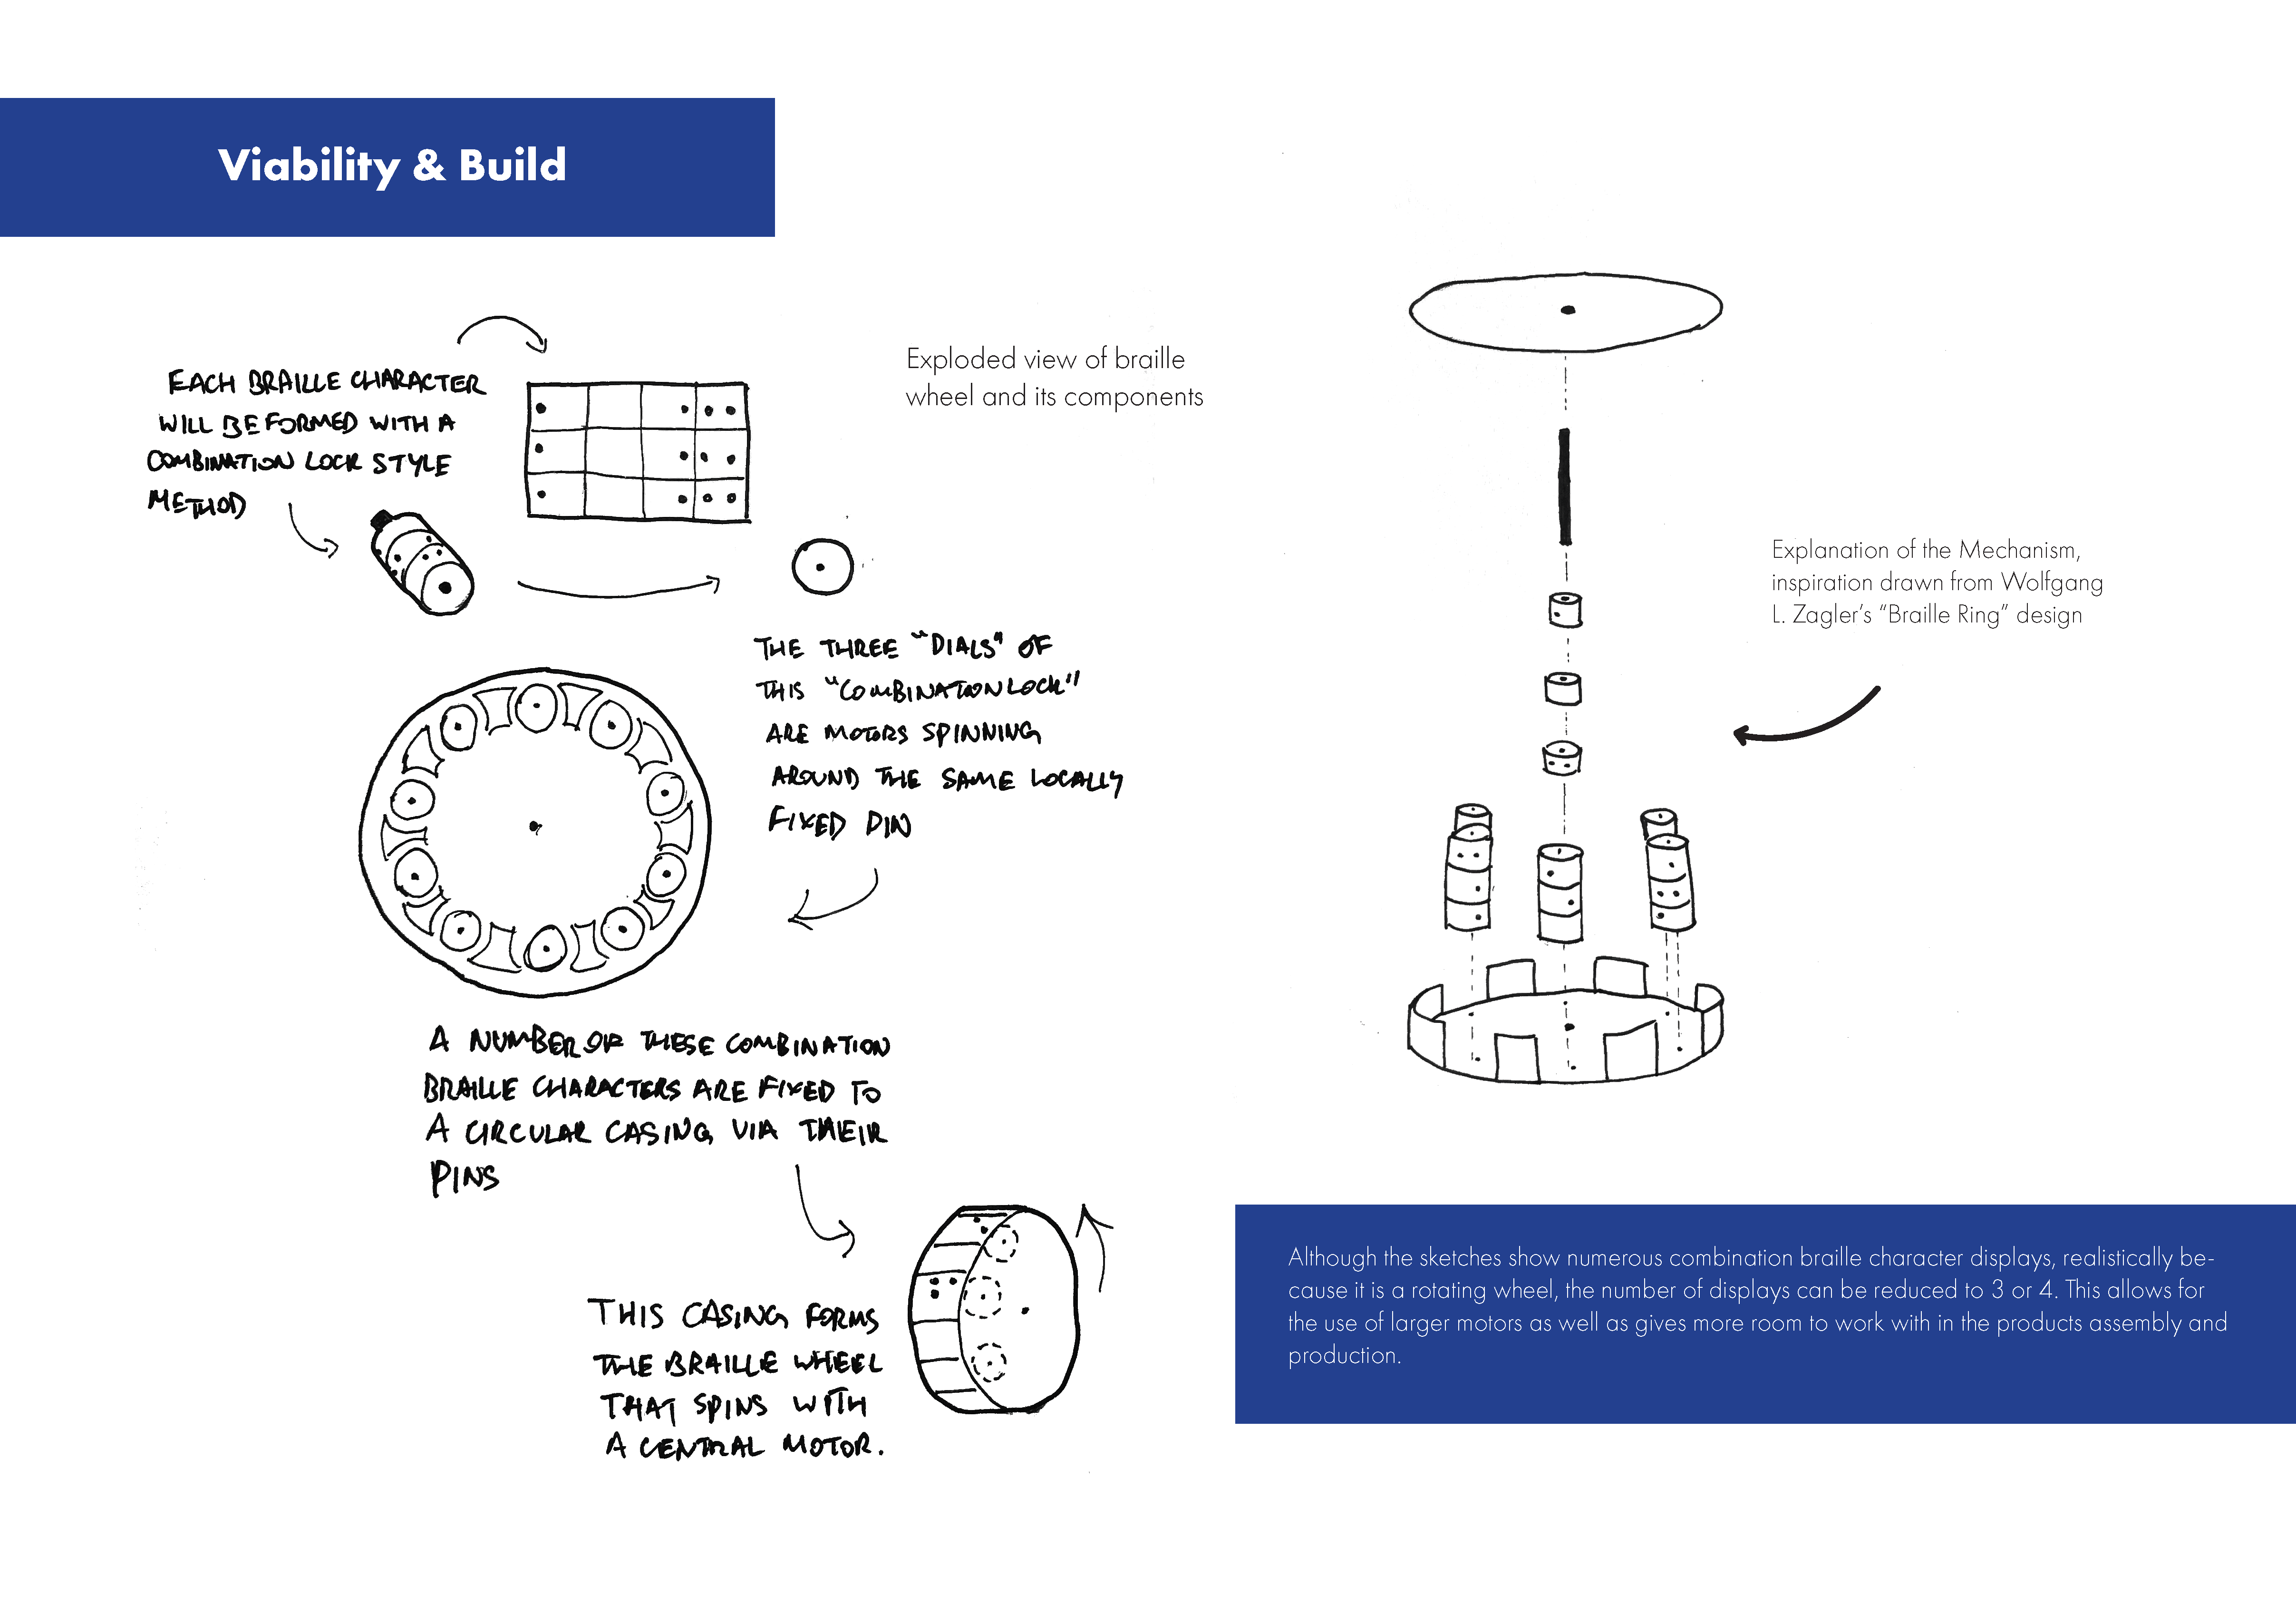 Viability & Build
EACH BRAILLE CHARACTER
WILL BE FORMED WITH A
COMBINATION LOCK STYLE
METHOD
Exploded view of braille
wheel and its components
THE THREE "DIALS" OF
THIS "COMBINATION LOCK"
ARE MOTORS SPINNING
AROUND THE SAME LOCALLY
FIXED PIN
A NUMBER OF THESE COMBINATION
BRAILLE CHARACTERS ARE FIXED TO
A CIRCULAR CASING VIA THEIR
PINS
THIS CASING FORMS
THE BRAILLE WHEEL
THAT SPINS WITH
A CENTRAL MOTOR.
Explanation of the Mechanism,
inspiration drawn from Wolfgang
L. Zagler's “Braille Ring” design
Although the sketches show numerous combination braille character displays, realistically be-
cause it is a rotating wheel, the number of displays can be reduced to 3 or 4. This allows for
the use of larger motors as well as gives more room to work with in the products assembly and
production.